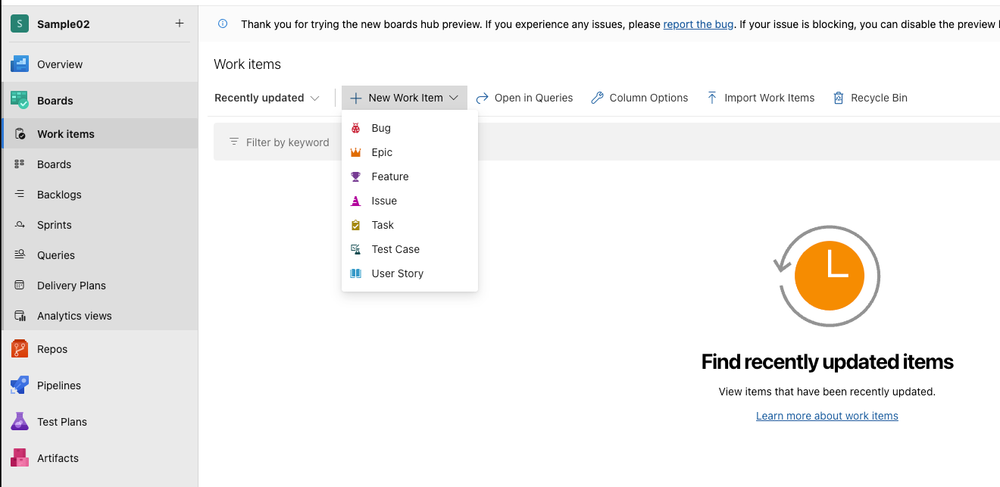 S Sample02 +
Overview
Boards
Work items
Boards
Backlogs
Sprints
Queries
Delivery Plans
Analytics views
Repos
Pipelines
Test Plans
Artifacts
Thank you for trying the new boards hub preview. If you experience any issues, please report the bug. If your issue is blocking, you can disable the preview
Work items
Recently updated New Work Item Open in Queries Column Options Import Work Items Recycle Bin
Filter by keyword
Bug
Epic
Feature
Issue
Task
Test Case
User Story
Find recently updated items
View items that have been recently updated.
Learn more about work items